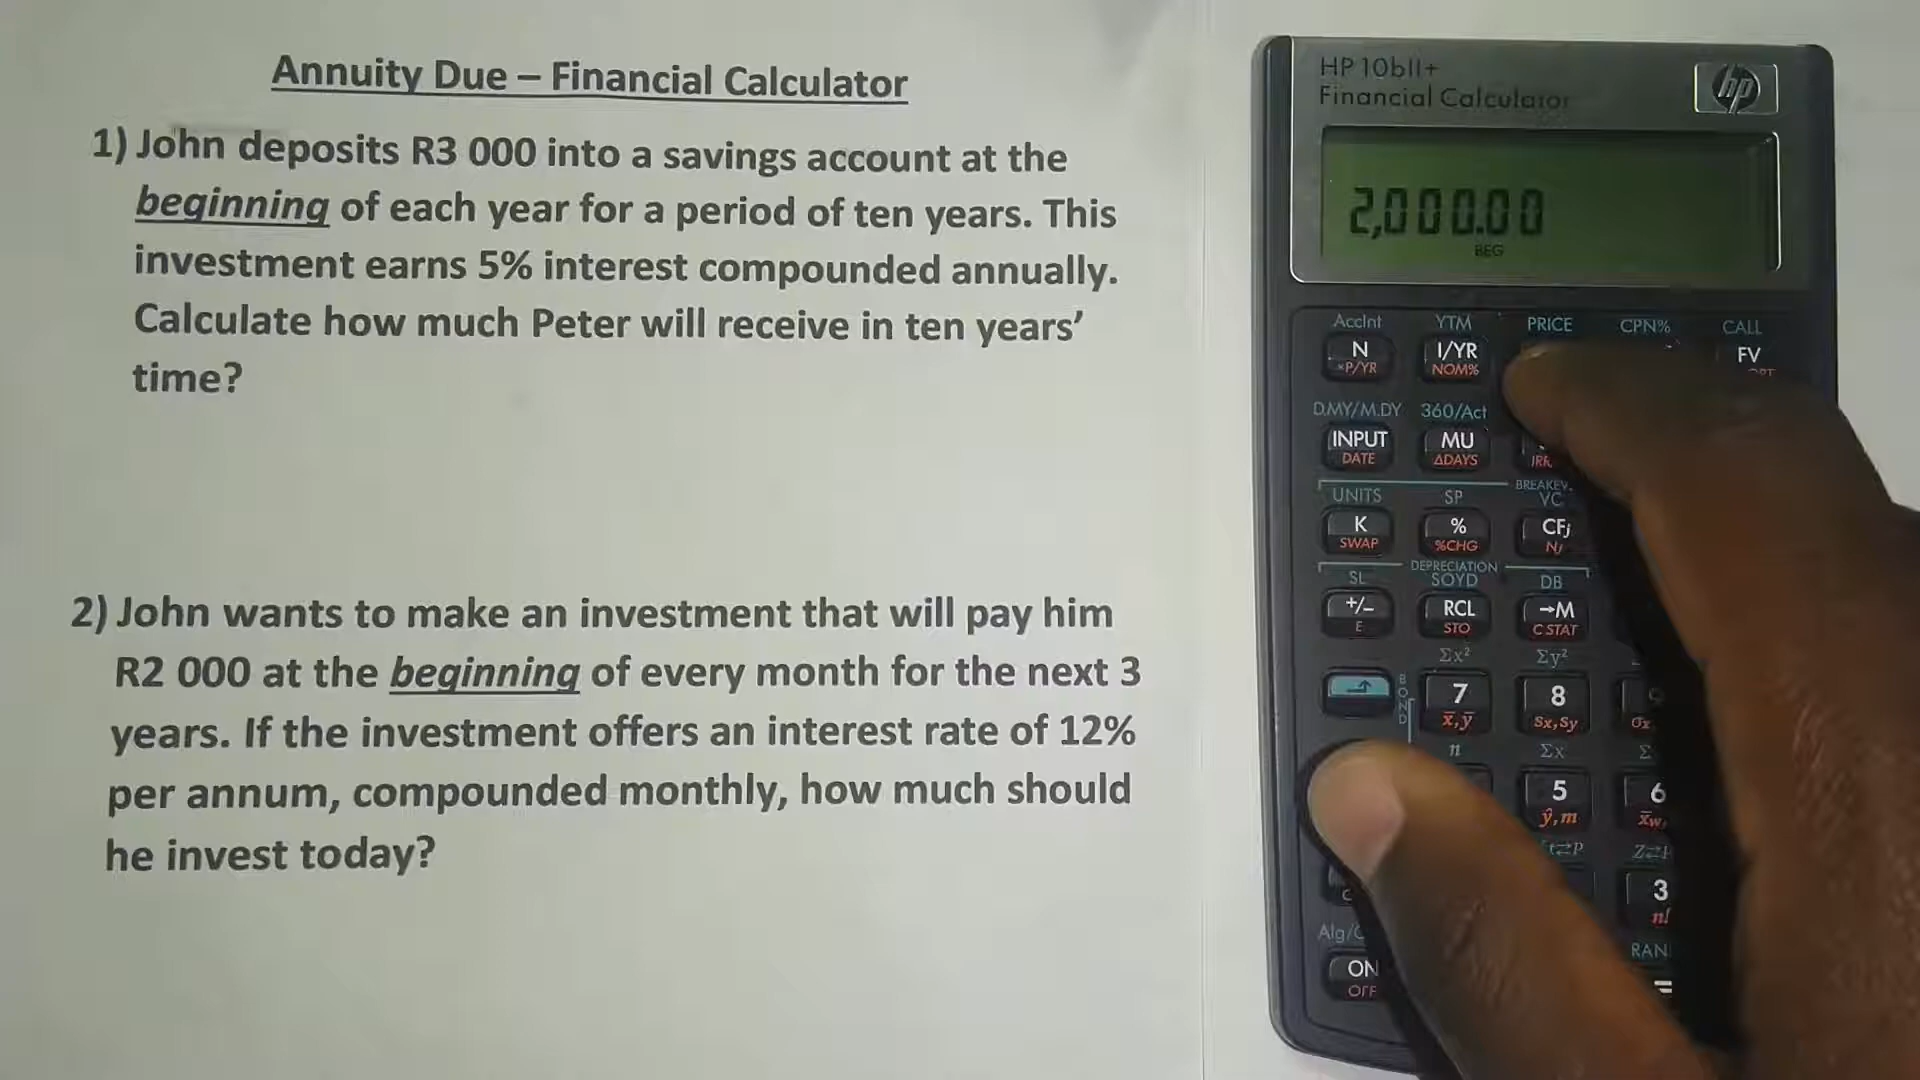 Annuity Due – Financial Calculator
1) John deposits R3 000 into a savings account at the
beginning of each year for a period of ten years. This
investment earns 5% interest compounded annually.
Calculate how much Peter will receive in ten years'
time?
2) John wants to make an investment that will pay him
R2 000 at the beginning of every month for the next 3
years. If the investment offers an interest rate of 12%
per annum, compounded monthly, how much should
he invest today?
HP 10bII+
Financial Calculator
hp
2,000.00
BEG
AccInt YTM PRICE CPN% CALL
N I/YR FV
×P/YR NOM%
D.MY/M.DY 360/Act
INPUT MU
DATE ΔDAYS
UNITS SP VC
K % CFj
SWAP %CHG Nj
DEPRECIATION
SL SOYD DB
+/– RCL →M
E STO C STAT
Σx² Σy²
BOND
7 8
x̄,ȳ Sx,Sy
n Σx
5 6
ŷ,m
3
n!
ON
OFF
=